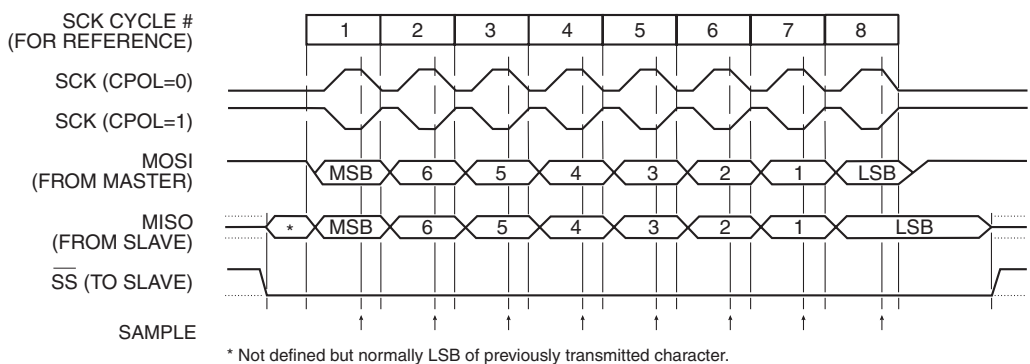 SCK CYCLE #
(FOR REFERENCE)
1 2 3 4 5 6 7 8
SCK (CPOL=0)
SCK (CPOL=1)
MOSI
(FROM MASTER)
MSB 6 5 4 3 2 1 LSB
MISO
(FROM SLAVE)
* MSB 6 5 4 3 2 1 LSB
SS (TO SLAVE)
SAMPLE
* Not defined but normally LSB of previously transmitted character.